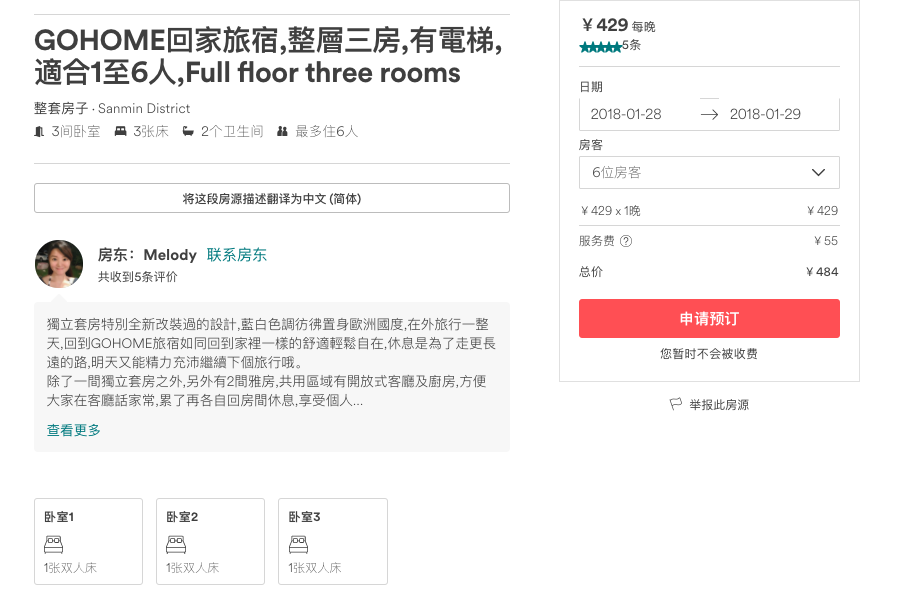 GOHOME回家旅宿,整層三房,有電梯,
適合1至6人,Full floor three rooms
整套房子 · Sanmin District
3间卧室 3张床 2个卫生间 最多住6人
将这段房源描述翻译为中文 (简体)
房东： Melody 联系房东
共收到5条评价
獨立套房特別全新改裝過的設計,藍白色調彷彿置身歐洲國度,在外旅行一整
天,回到GOHOME旅宿如同回到家裡一樣的舒適輕鬆自在,休息是為了走更長
遠的路,明天又能精力充沛繼續下個旅行哦。
除了一間獨立套房之外,另外有2間雅房,共用區域有開放式客廳及廚房,方便
大家在客廳話家常,累了再各自回房間休息,享受個人...
查看更多
卧室1 卧室2 卧室3
1张双人床 1张双人床 1张双人床
¥429 每晚
5条
日期
2018-01-28 2018-01-29
房客
6位房客
¥429 x 1晚 ¥429
服务费 ? ¥55
总价 ¥484
申请预订
您暂时不会被收费
举报此房源